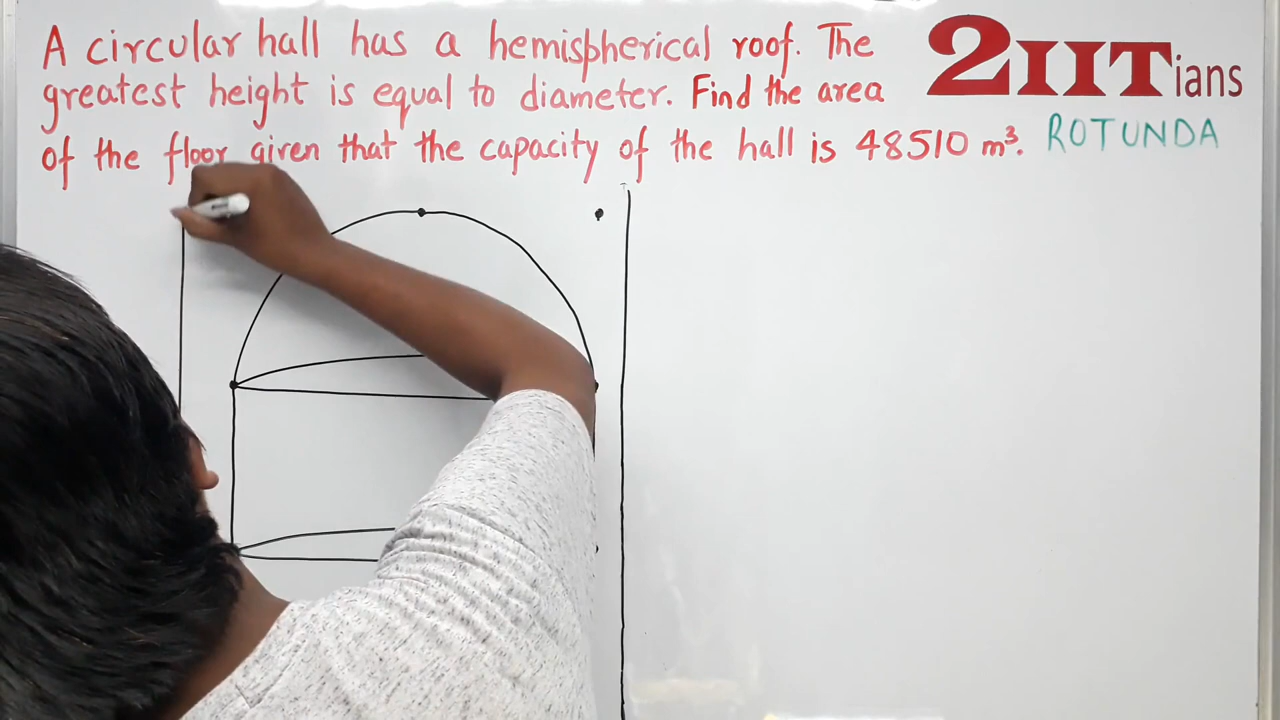 A circular hall has a hemispherical roof. The
greatest height is equal to diameter. Find the area
of the floor given that the capacity of the hall is 48510 m³.
2IITians
ROTUNDA